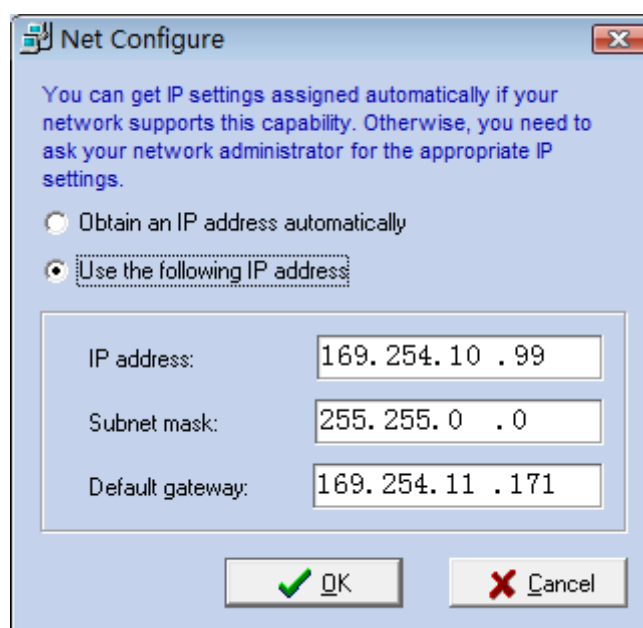 Net Configure
You can get IP settings assigned automatically if your
network supports this capability. Otherwise, you need to
ask your network administrator for the appropriate IP
settings.
Obtain an IP address automatically
Use the following IP address
IP address: 169.254.10 .99
Subnet mask: 255.255.0 .0
Default gateway: 169.254.11 .171
OK Cancel